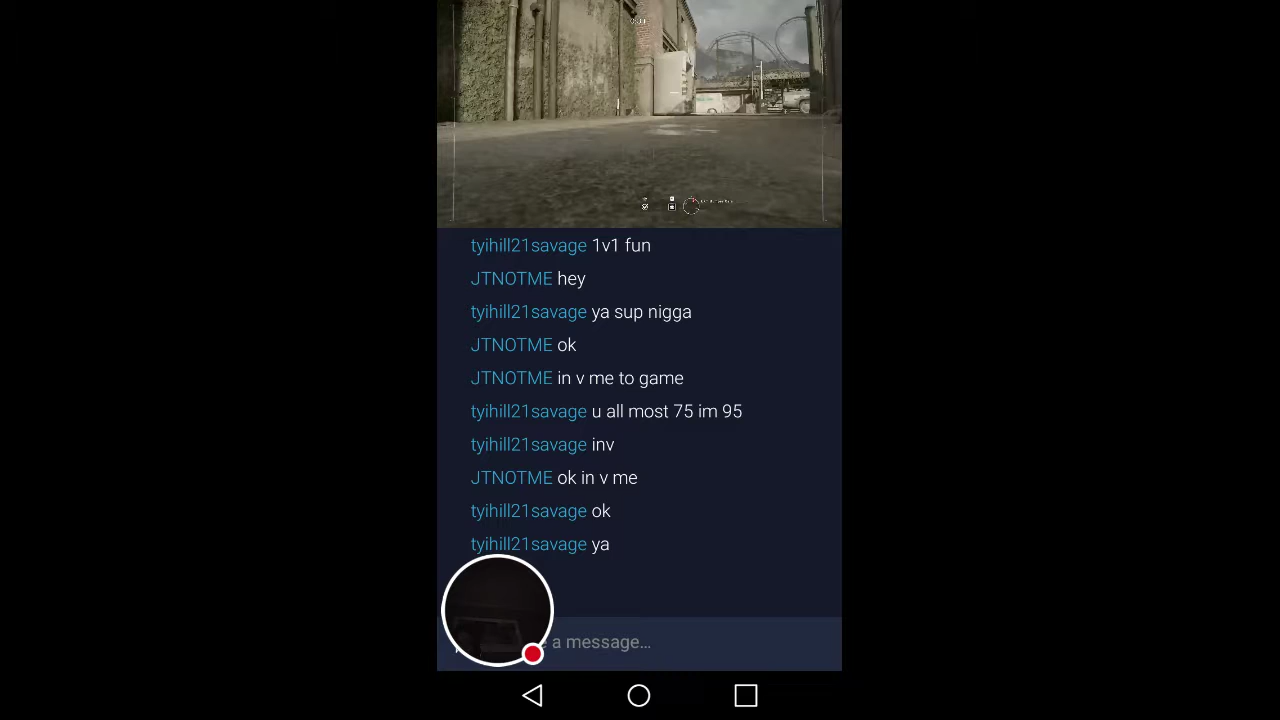 tyihill21savage 1v1 fun
JTNOTME hey
tyihill21savage ya sup nigga
JTNOTME ok
JTNOTME in v me to game
tyihill21savage u all most 75 im 95
tyihill21savage inv
JTNOTME ok in v me
tyihill21savage ok
tyihill21savage ya
a message...